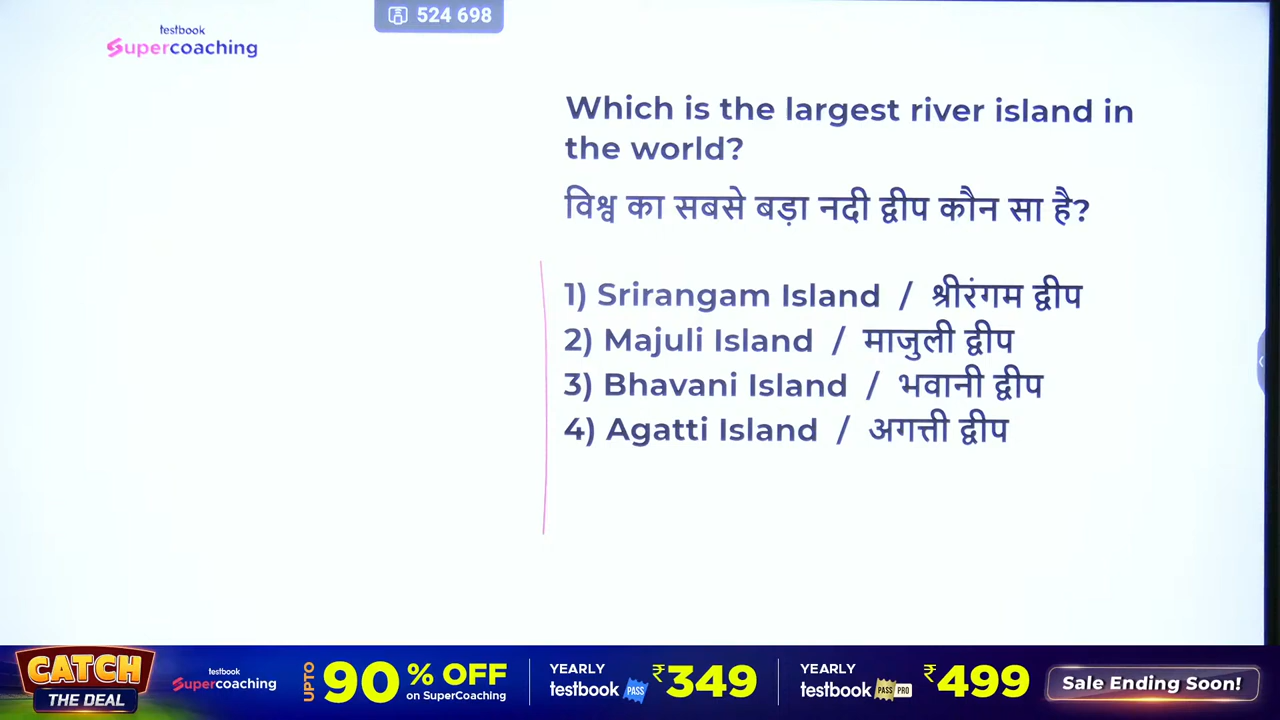 testbook
Supercoaching
524 698
Which is the largest river island in
the world?
विश्व का सबसे बड़ा नदी द्वीप कौन सा है?
1) Srirangam Island / श्रीरंगम द्वीप
2) Majuli Island / माजुली द्वीप
3) Bhavani Island / भवानी द्वीप
4) Agatti Island / अगत्ती द्वीप
CATCH
THE DEAL
testbook
Supercoaching
UPTO 90% OFF
on SuperCoaching
YEARLY
testbook PASS
₹349
YEARLY
testbook PASS PRO
₹499
Sale Ending Soon!